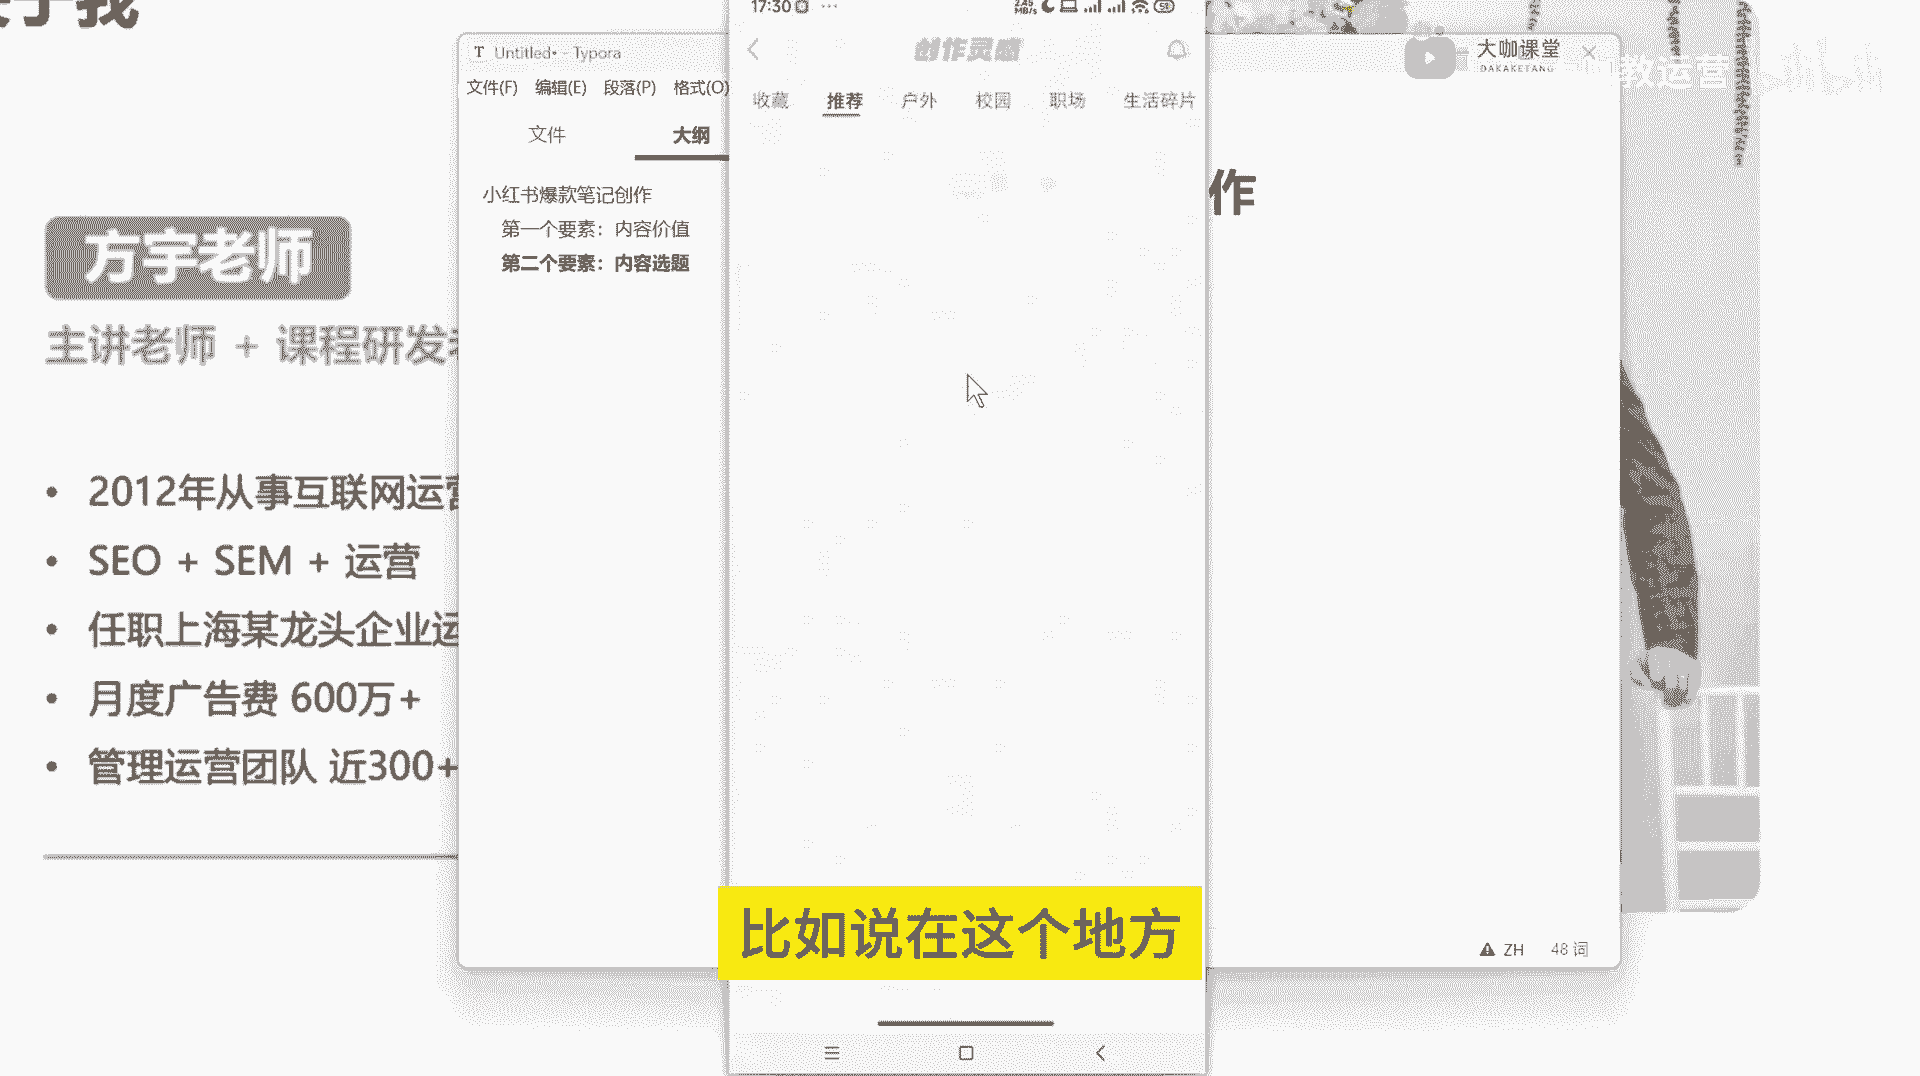 于我
方宇老师
主讲老师 + 课程研发
2012年从事互联网运营
SEO + SEM + 运营
任职上海某龙头企业运
月度广告费 600万+
管理运营团队 近300+
T Untitled• - Typora
文件(F) 编辑(E) 段落(P) 格式(O)
文件 大纲
小红书爆款笔记创作
第一个要素：内容价值
第二个要素：内容选题
17:30
创作灵感
收藏 推荐 户外 校园 职场 生活碎片
作
大咖课堂
DAKAKETANG
教运营
比如说在这个地方
ZH 48 词